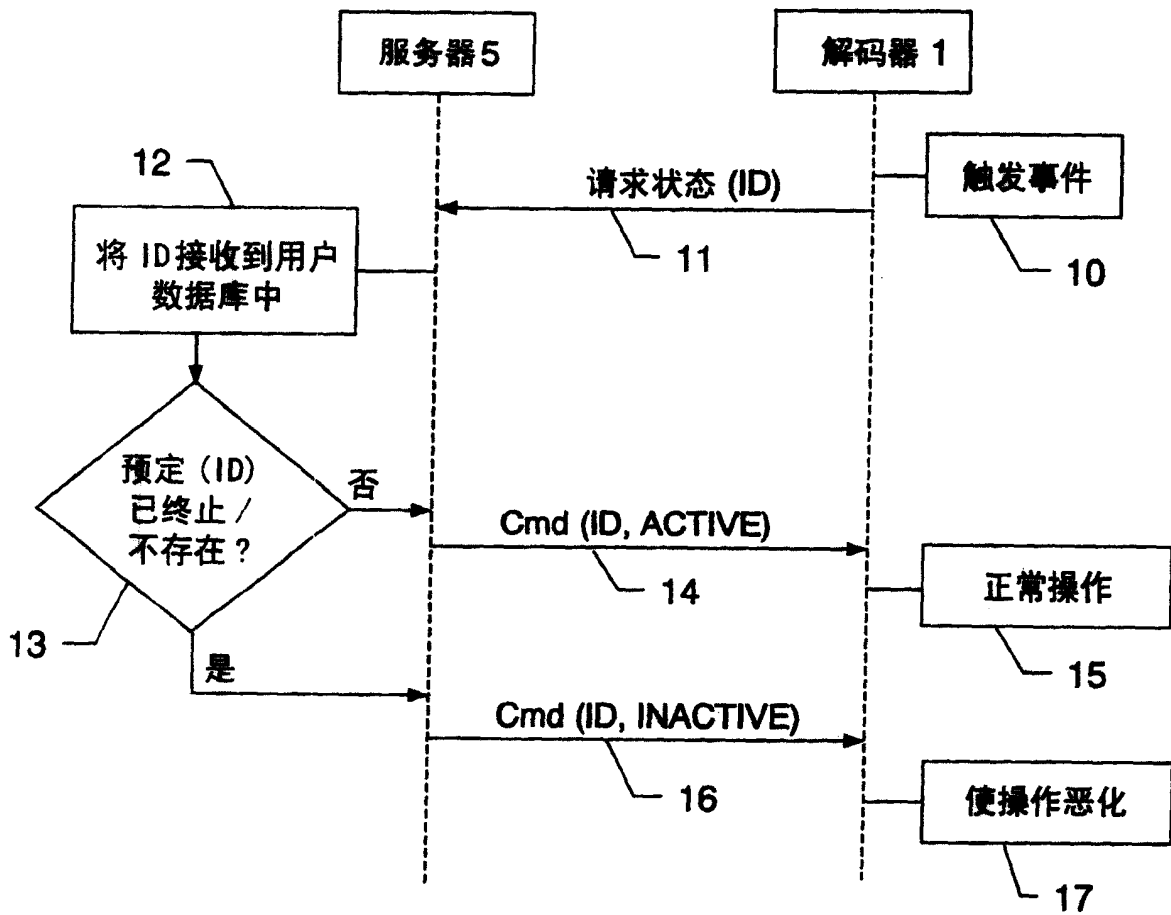 服务器5
解码器1
12
请求状态 (ID)
触发事件
11
10
将ID接收到用户
数据库中
预定 (ID)
已终止/
不存在?
否
Cmd (ID, ACTIVE)
14
正常操作
13
15
是
Cmd (ID, INACTIVE)
16
使操作恶化
17